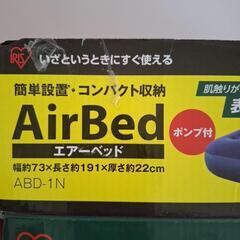 IRIS
いざというときにすぐ使える
簡単設置・コンパクト収納
肌触りが
表
AirBed
ポンプ付
エアーベッド
幅約73×長さ約191×厚さ約22cm
ABD-1N